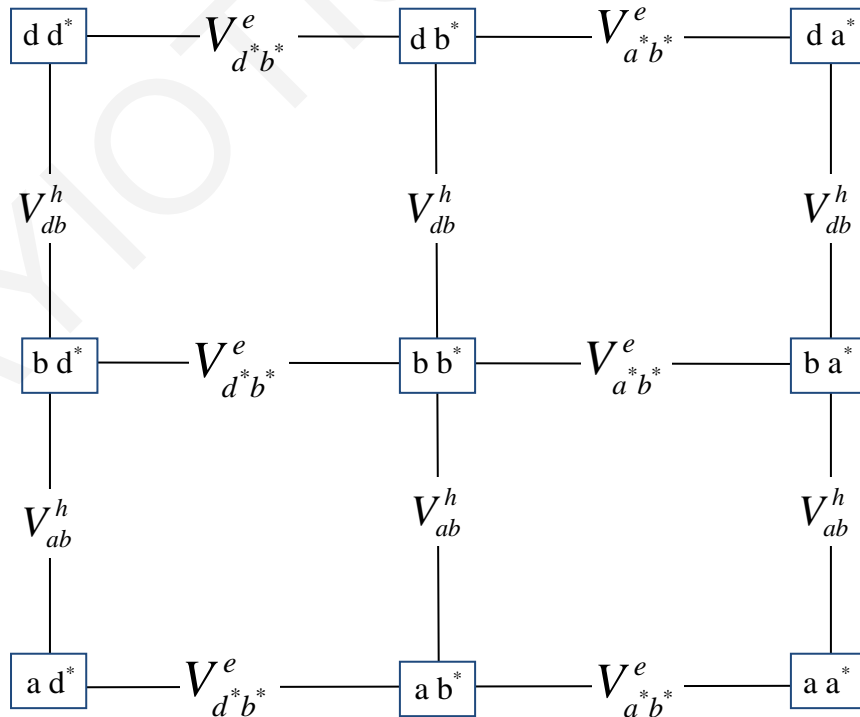 d d* V^e_{d*b*} d b* V^e_{a*b*} d a*
V^h_{db} V^h_{db} V^h_{db}
b d* V^e_{d*b*} b b* V^e_{a*b*} b a*
V^h_{ab} V^h_{ab} V^h_{ab}
a d* V^e_{d*b*} a b* V^e_{a*b*} a a*